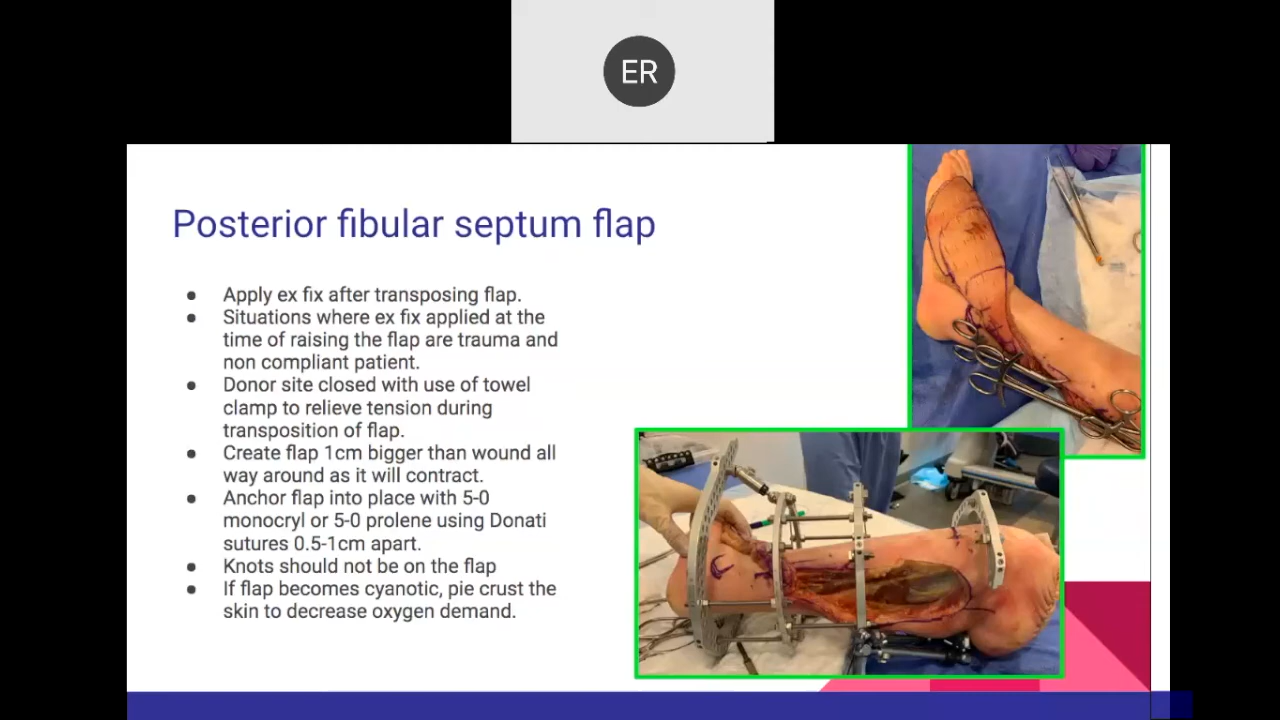 ER
Posterior fibular septum flap
● Apply ex fix after transposing flap.
● Situations where ex fix applied at the
time of raising the flap are trauma and
non compliant patient.
● Donor site closed with use of towel
clamp to relieve tension during
transposition of flap.
● Create flap 1cm bigger than wound all
way around as it will contract.
● Anchor flap into place with 5-0
monocryl or 5-0 prolene using Donati
sutures 0.5-1cm apart.
● Knots should not be on the flap
● If flap becomes cyanotic, pie crust the
skin to decrease oxygen demand.